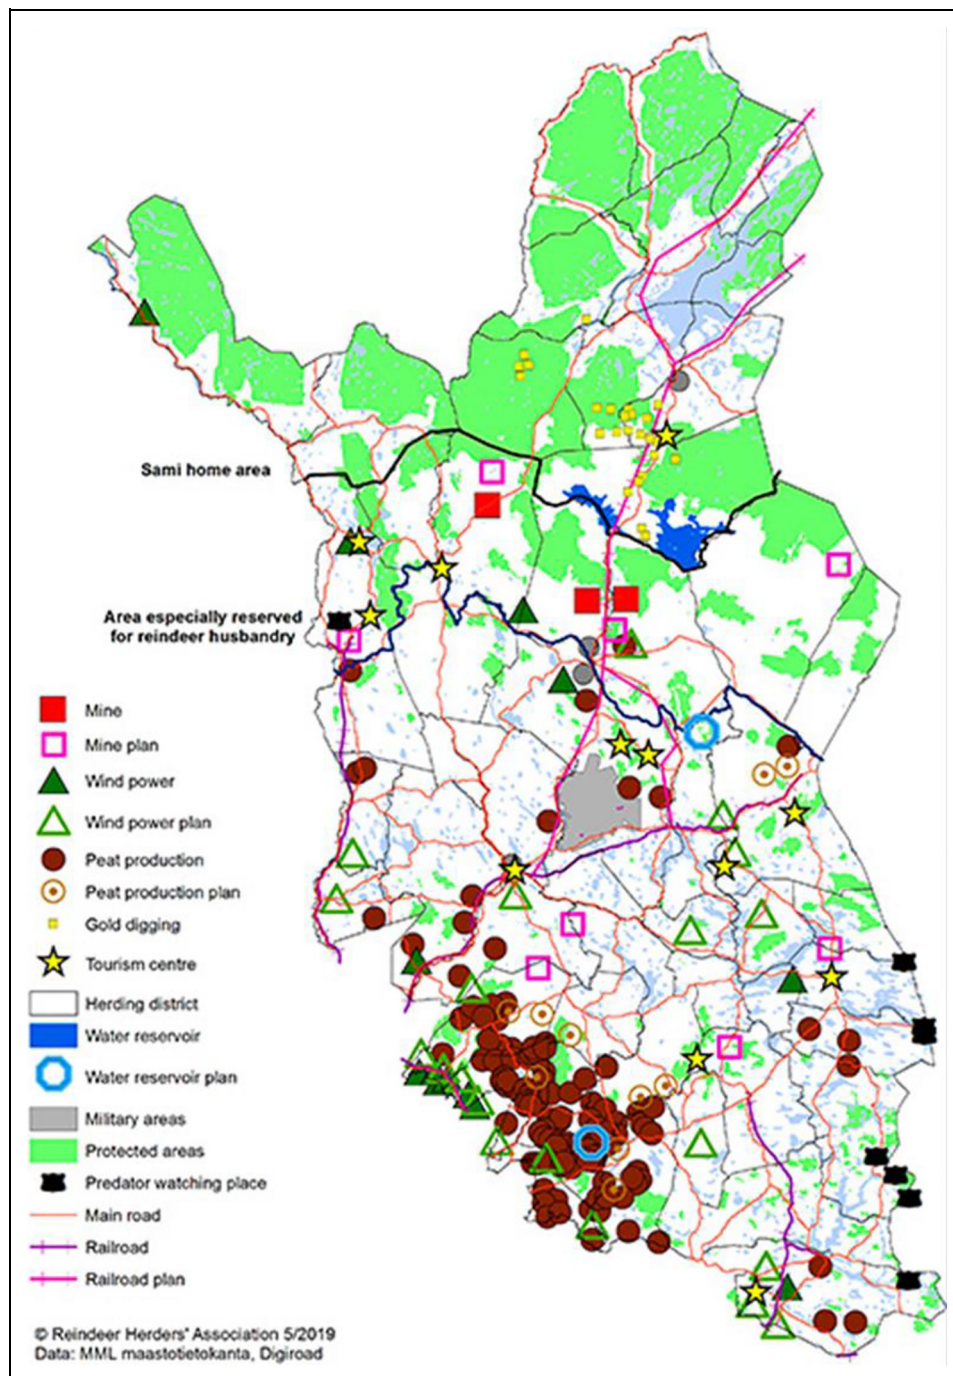 Sami home area
Area especially reserved
for reindeer husbandry
Mine
Mine plan
Wind power
Wind power plan
Peat production
Peat production plan
Gold digging
Tourism centre
Herding district
Water reservoir
Water reservoir plan
Military areas
Protected areas
Predator watching place
Main road
Railroad
Railroad plan
© Reindeer Herders' Association 5/2019
Data: MML maastotietokanta, Digiroad